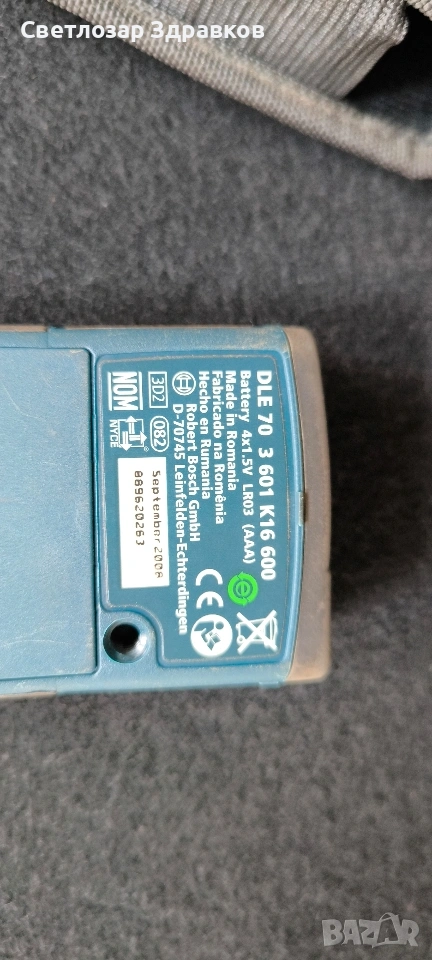 Светлозар Здравков
DLE 70 3 601 K16 600
Battery 4x1.5V LR03 (AAA)
Made in Romania
Fabricado na Romênia
Hecho en Rumania
Robert Bosch GmbH
D-70745 Leinfelden-Echterdingen
3D2 082
NOM
NYCE
CE
September 2008
889620263
e
BAZAR